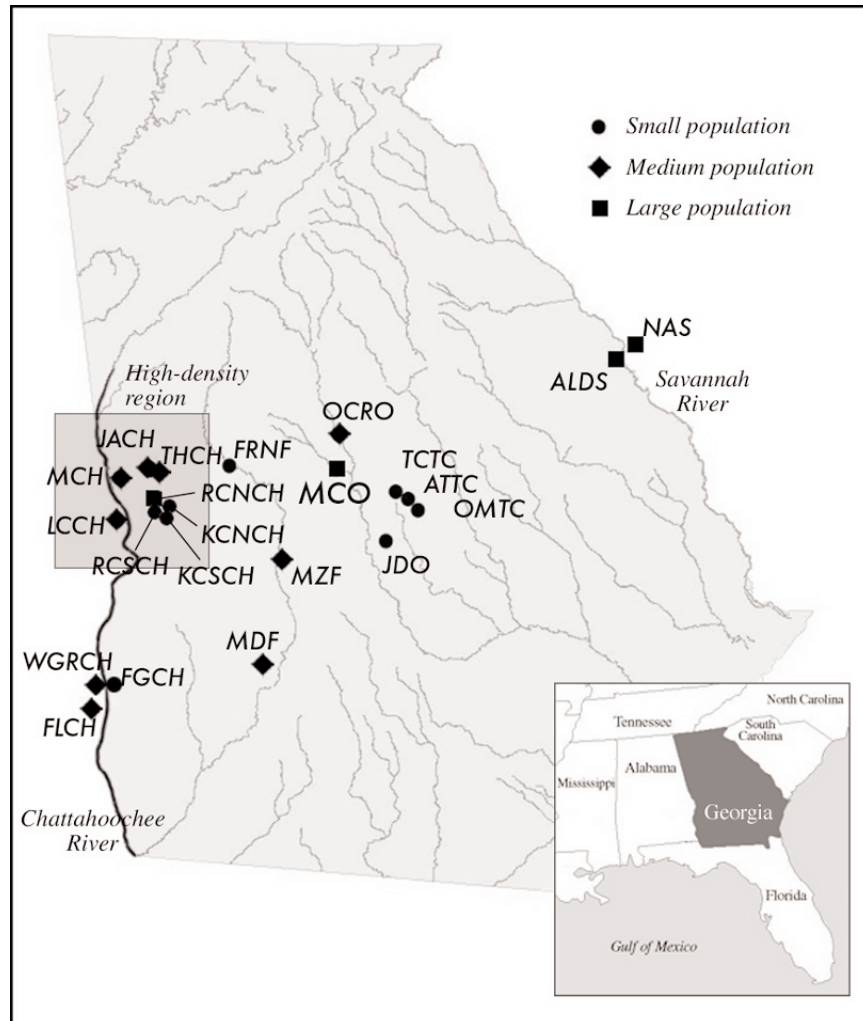 Small population
Medium population
Large population
NAS
ALDS
Savannah
River
High-density
region
OCRO
JACH
THCH
FRNF
MCH
TCTC
RCNCH
MCO
ATTC
OMTC
LCCH
KCNCH
RCSCH
KCSCH
MZF
JDO
MDF
WGRCH
FGCH
FLCH
Chattahoochee
River
North Carolina
Tennessee
South
Carolina
Mississippi
Alabama
Georgia
Florida
Gulf of Mexico